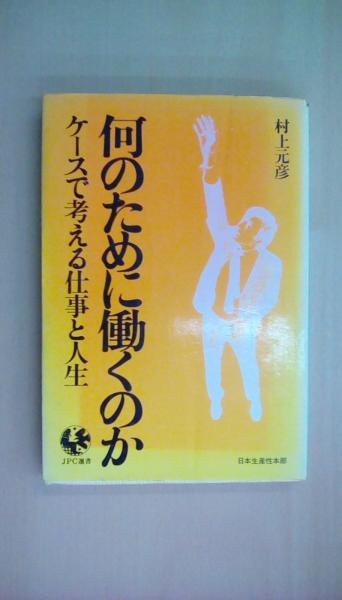 村上元彦
何のために働くのか
ケースで考える仕事と人生
JPC選書
日本生産性本部